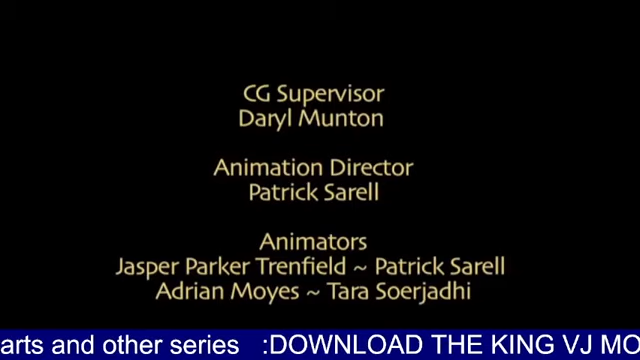 CG Supervisor
Daryl Munton
Animation Director
Patrick Sarell
Animators
Jasper Parker Trenfield ~ Patrick Sarell
Adrian Moyes ~ Tara Soerjadhi
arts and other series :DOWNLOAD THE KING VJ MO